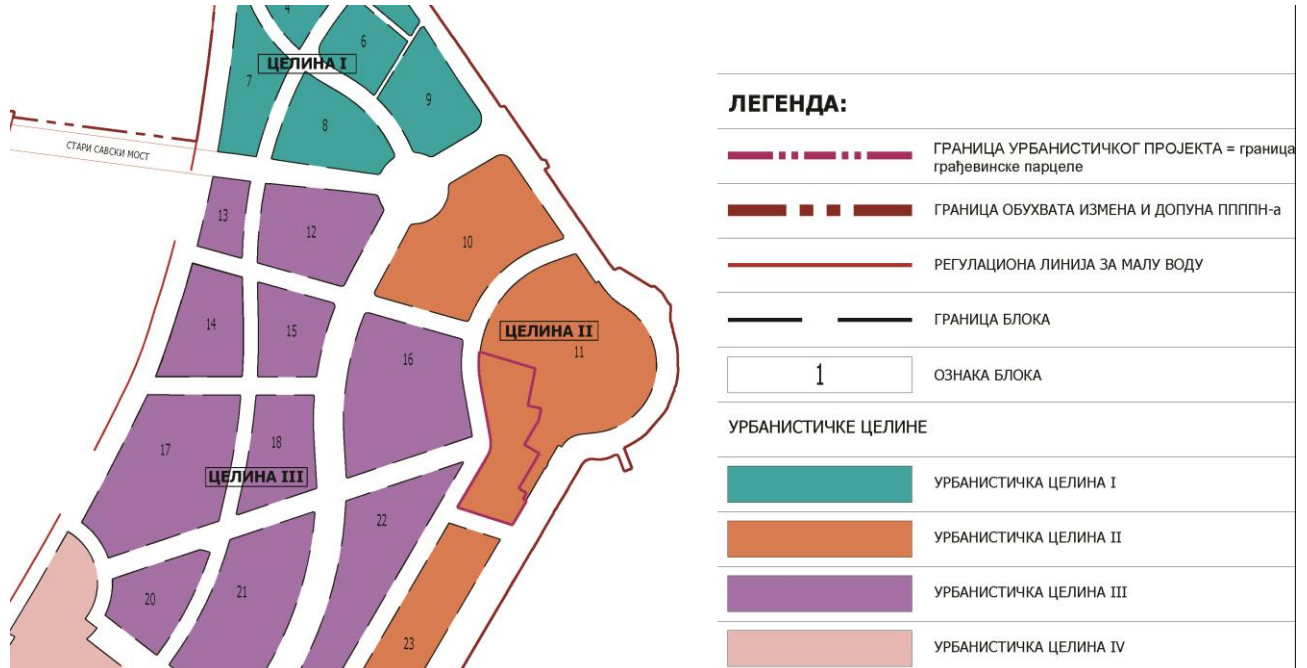 4
6
ЦЕЛИНА I
7
9
8
СТАРИ САВСКИ МОСТ
13
12
10
14
15
16
ЦЕЛИНА II
11
17
18
ЦЕЛИНА III
22
20
21
23
ЛЕГЕНДА:
ГРАНИЦА УРБАНИСТИЧКОГ ПРОЈЕКТА = граница
грађевинске парцеле
ГРАНИЦА ОБУХВАТА ИЗМЕНА И ДОПУНА ППППН-а
РЕГУЛАЦИОНА ЛИНИЈА ЗА МАЛУ ВОДУ
ГРАНИЦА БЛОКА
1
ОЗНАКА БЛОКА
УРБАНИСТИЧКЕ ЦЕЛИНЕ
УРБАНИСТИЧКА ЦЕЛИНА I
УРБАНИСТИЧКА ЦЕЛИНА II
УРБАНИСТИЧКА ЦЕЛИНА III
УРБАНИСТИЧКА ЦЕЛИНА IV